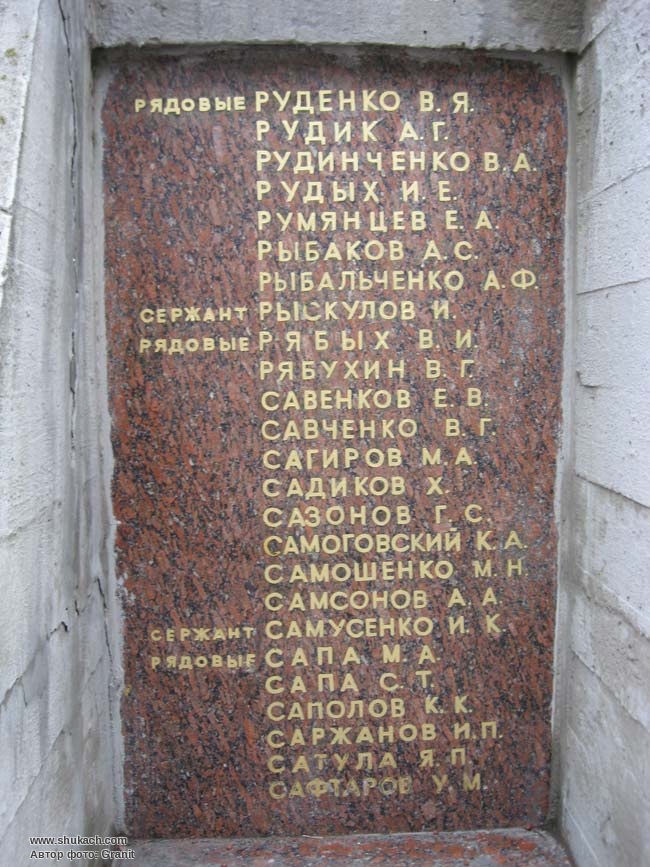 РЯДОВЫЕ РУДЕНКО В. Я.
РУДИК А. Г.
РУДИНЧЕНКО В. А.
РУДЫХ И. Е.
РУМЯНЦЕВ Е. А.
РЫБАКОВ А. С.
РЫБАЛЬЧЕНКО А. Ф.
СЕРЖАНТ РЫСКУЛОВ И.
РЯДОВЫЕ РЯБЫХ В. И.
РЯБУХИН В. Г.
САВЕНКОВ Е. В.
САВЧЕНКО В. Г.
САГИРОВ М. А.
САДИКОВ Х.
САЗОНОВ Г. С.
САМОГОВСКИЙ К. А.
САМОШЕНКО М. Н.
САМСОНОВ А. А.
СЕРЖАНТ САМУСЕНКО И. К.
РЯДОВЫЕ САПА М. А.
САПА С. Т.
САПОЛОВ К. К.
САРЖАНОВ И. П.
САТУЛА Я. П.
САФТАРОВ У. М.
www.shukach.com
Автор фото: Granit